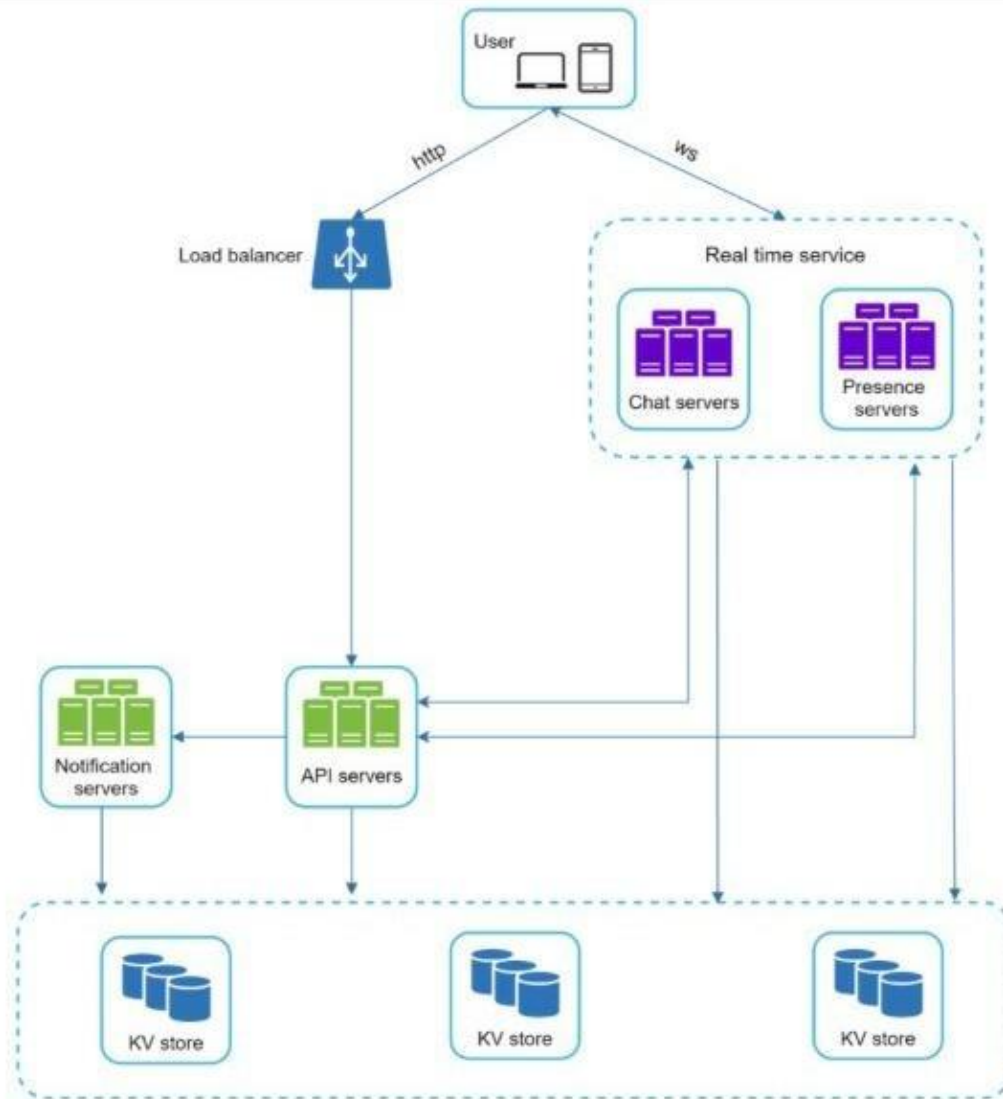 User
http
ws
Load balancer
Real time service
Chat servers
Presence
servers
Notification
servers
API servers
KV store
KV store
KV store